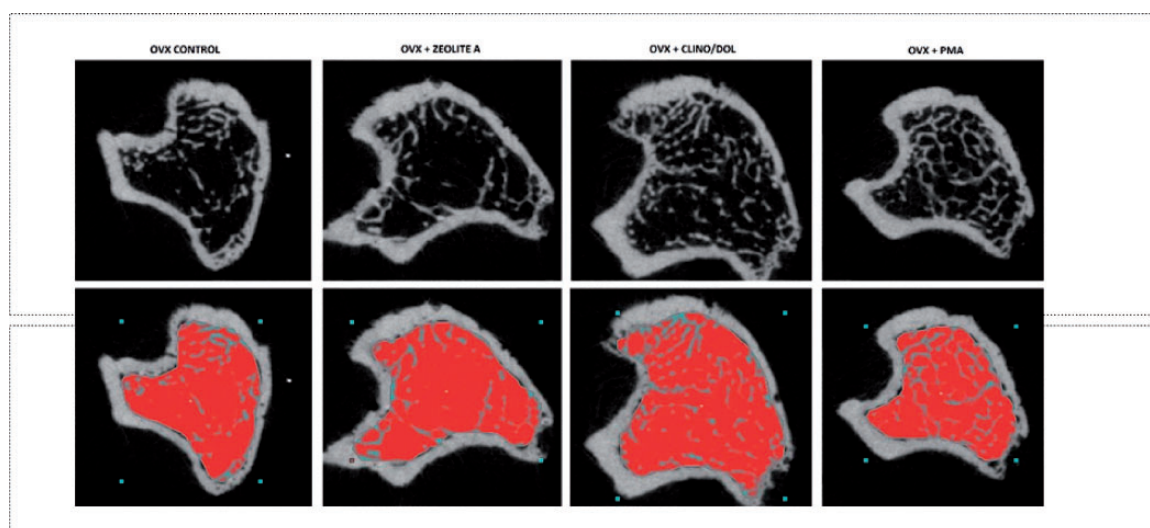 OVX CONTROL
OVX + ZEOLITE A
OVX + CLINO/DOL
OVX + PMA